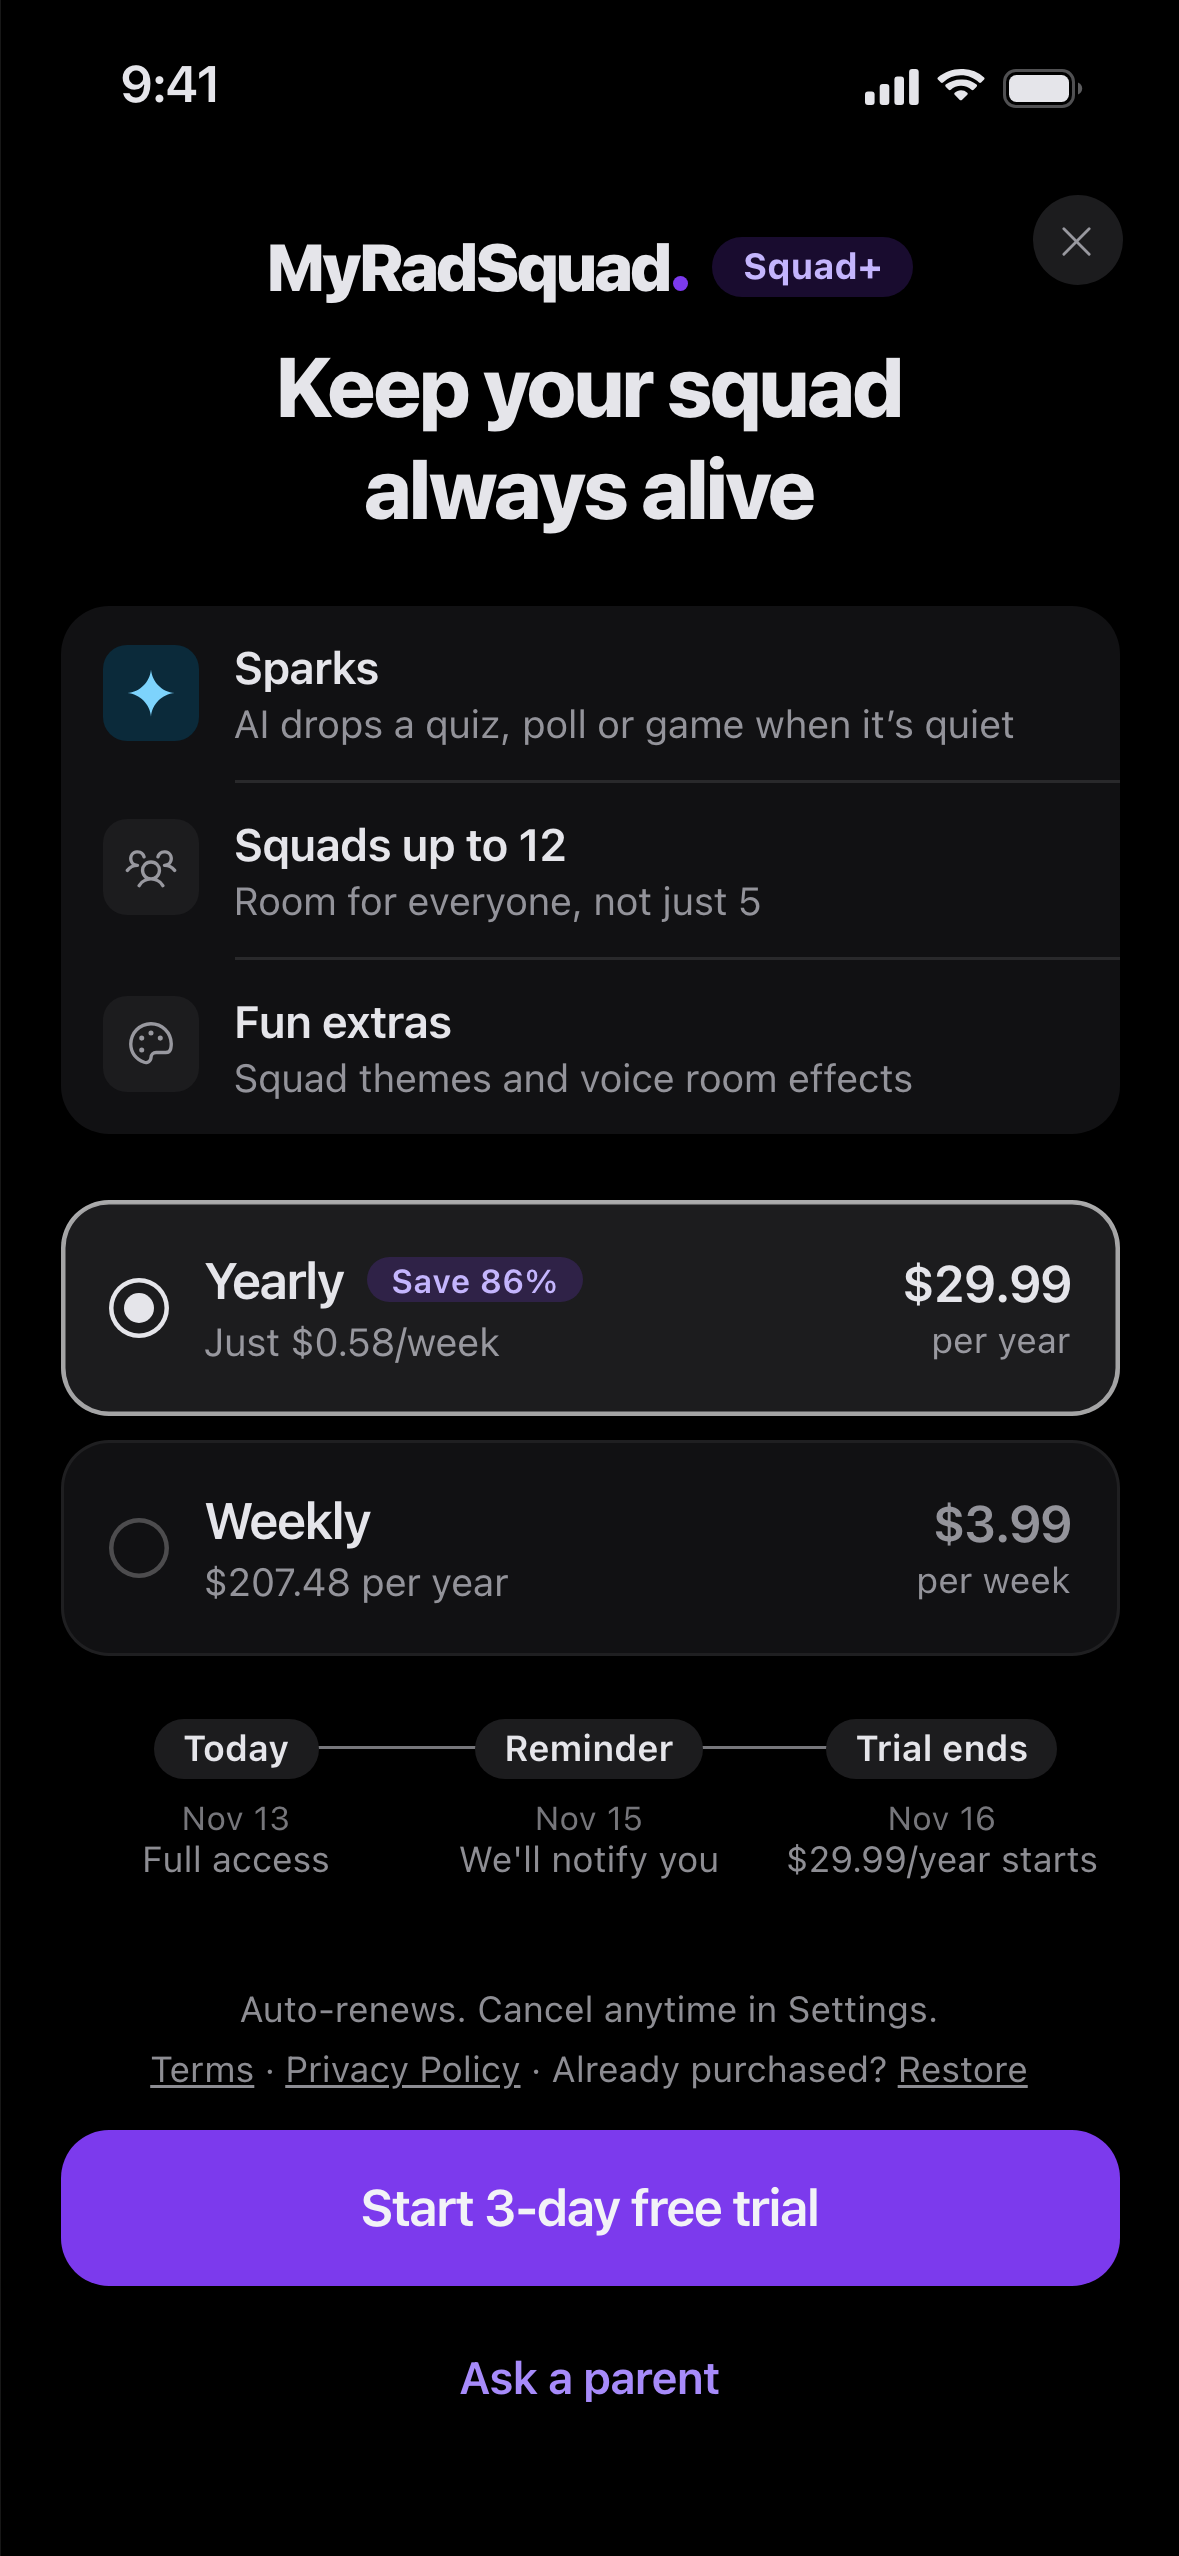 9:41
MyRadSquad. Squad+
Keep your squad
always alive
Sparks
AI drops a quiz, poll or game when it’s quiet
Squads up to 12
Room for everyone, not just 5
Fun extras
Squad themes and voice room effects
Yearly Save 86% $29.99
Just $0.58/week per year
Weekly $3.99
$207.48 per year per week
Today Reminder Trial ends
Nov 13 Nov 15 Nov 16
Full access We'll notify you $29.99/year starts
Auto-renews. Cancel anytime in Settings.
Terms · Privacy Policy · Already purchased? Restore
Start 3-day free trial
Ask a parent